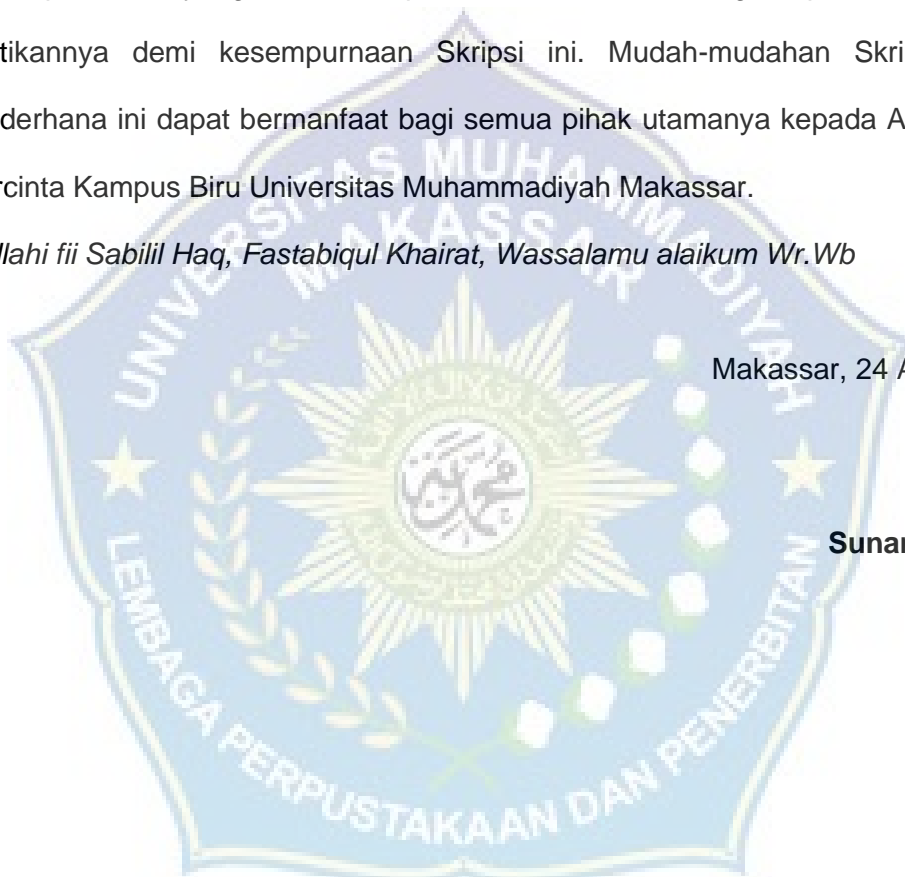 tikannya demi kesempurnaan Skripsi ini. Mudah-mudahan Skri
derhana ini dapat bermanfaat bagi semua pihak utamanya kepada A
rcinta Kampus Biru Universitas Muhammadiyah Makassar.
llahi fii Sabilil Haq, Fastabiqul Khairat, Wassalamu alaikum Wr.Wb
Makassar, 24 A
Sunar
UNIVERSITAS MUHAMMADIYAH
MAKASSAR
LEMBAGA PERPUSTAKAAN DAN PENERBITAN